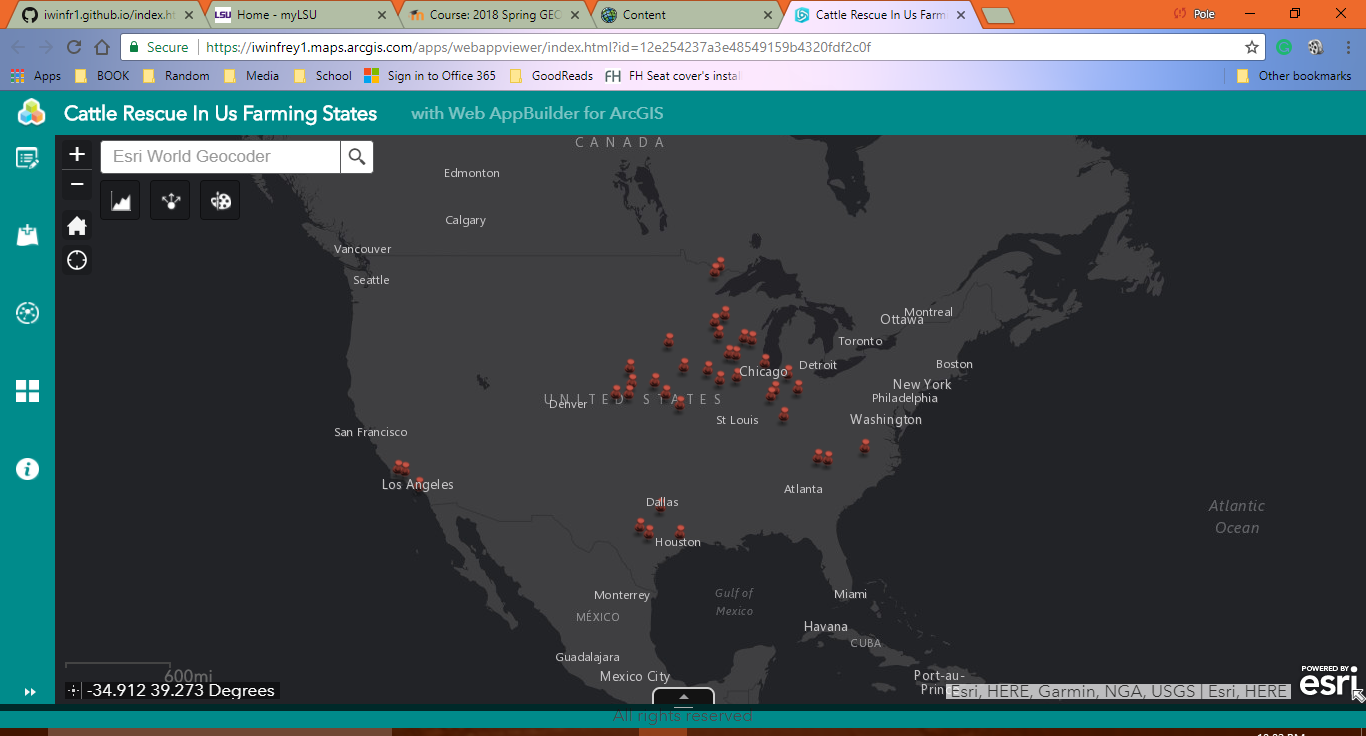 iwinfr1.github.io/index.ht
LSU Home - myLSU
Course: 2018 Spring GEO
Content
Cattle Rescue In Us Farm
Pole
Secure https://iwinfrey1.maps.arcgis.com/apps/webappviewer/index.html?id=12e254237a3e48549159b4320fdf2c0f
Apps BOOK Random Media School Sign in to Office 365 GoodReads FH FH Seat cover's instal Other bookmarks
Cattle Rescue In Us Farming States with Web AppBuilder for ArcGIS
CANADA
Esri World Geocoder
Edmonton
Calgary
Vancouver
Seattle
Montreal
Ottawa
Toronto
Boston
Detroit
Chicago
New York
Philadelphia
UNITED STATES
Denver
St Louis
Washington
San Francisco
Los Angeles
Atlanta
Dallas
Atlantic
Ocean
Houston
Monterrey
Gulf of
Mexico
Miami
MÉXICO
Havana
CUBA
Guadalajara
Mexico City
Port-au-
Prin
600mi
-34.912 39.273 Degrees
Esri, HERE, Garmin, NGA, USGS | Esri, HERE
POWERED BY
esri
All rights reserved